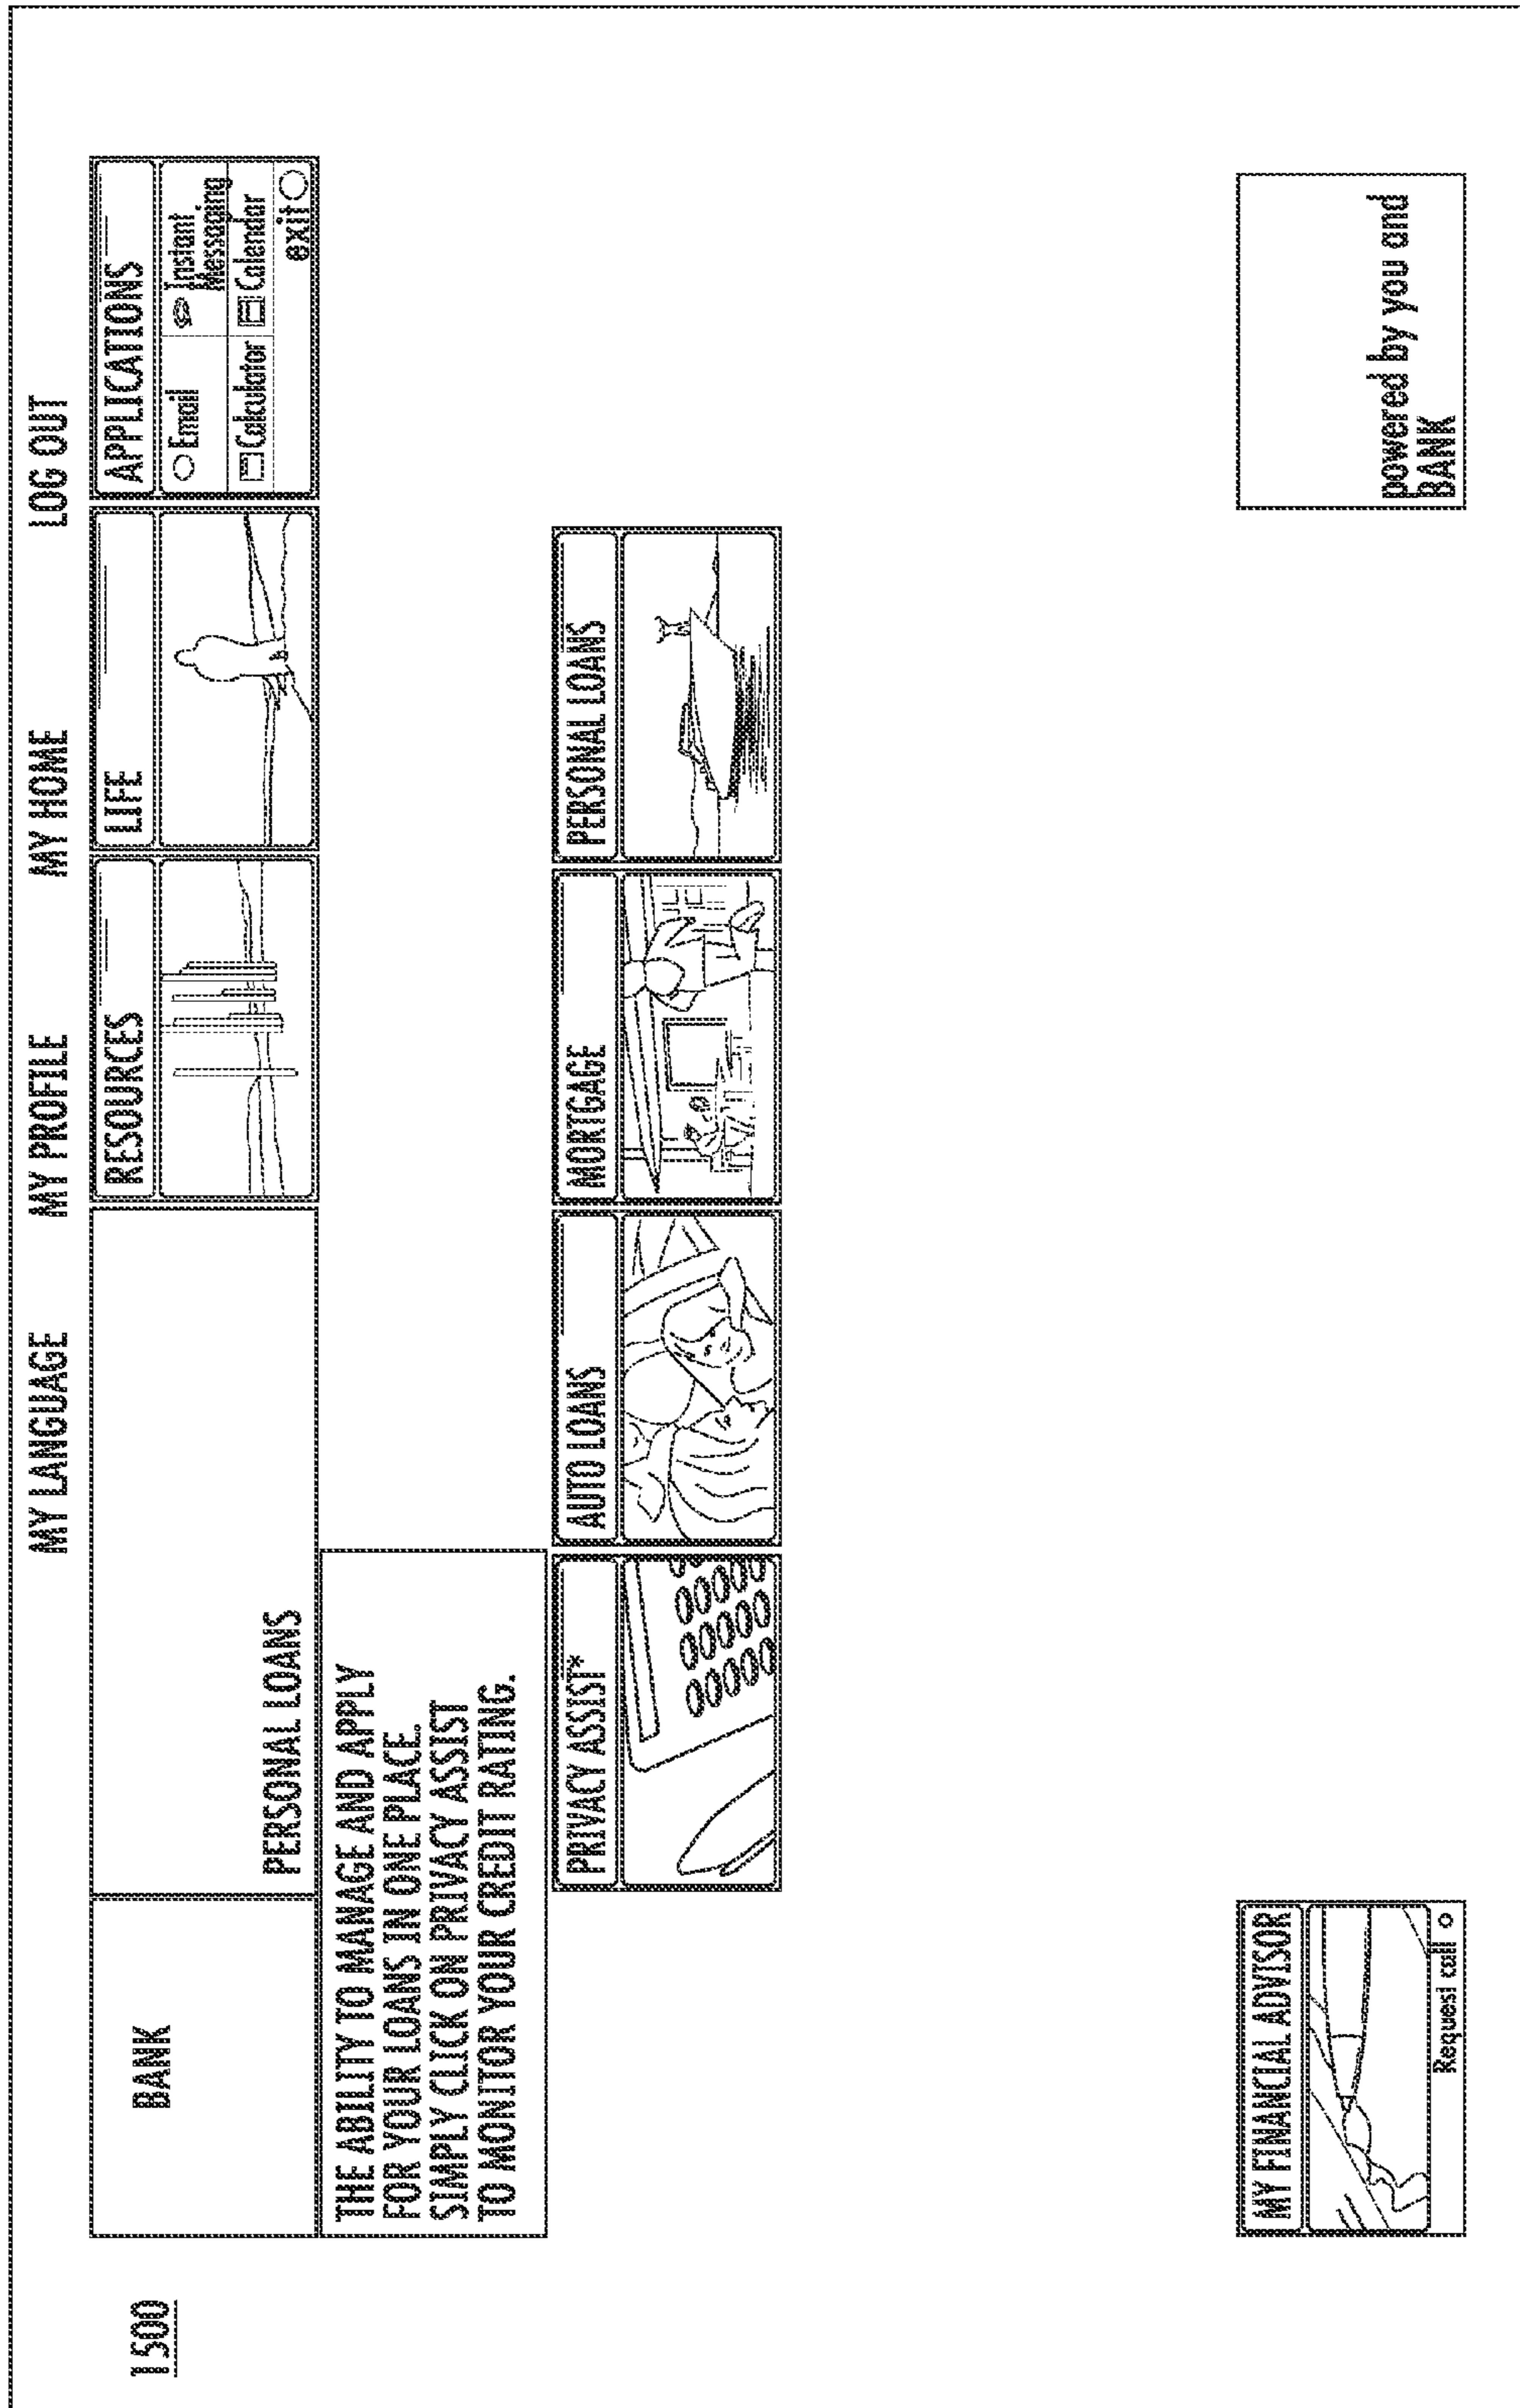 1500
MY LANGUAGE
MY PROFILE
MY HOME
LOG OUT
BANK
PERSONAL LOANS
RESOURCES
LIFE
APPLICATIONS
Email
Instant
Messaging
Calculator
Calendar
exit
THE ABILITY TO MANAGE AND APPLY
FOR YOUR LOANS IN ONE PLACE.
SIMPLY CLICK ON PRIVACY ASSIST
TO MONITOR YOUR CREDIT RATING.
PRIVACY ASSIST*
AUTO LOANS
MORTGAGE
PERSONAL LOANS
MY FINANCIAL ADVISOR
Request call
powered by you and
BANK